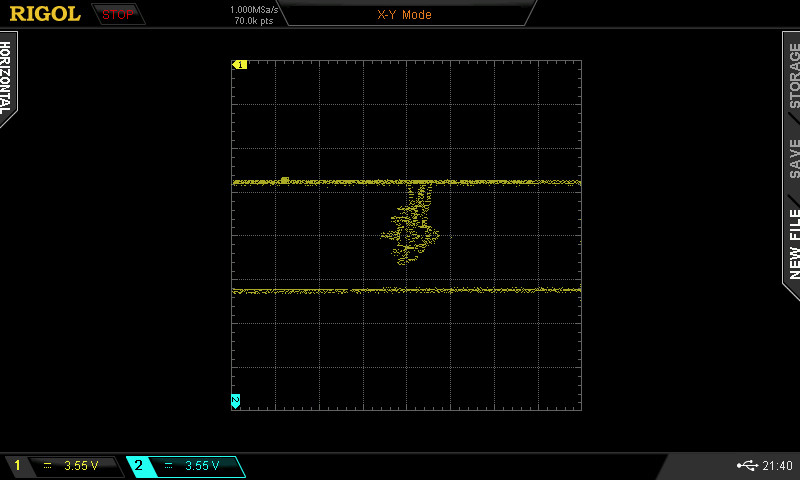 RIGOL
STOP
1.000MSa/s
70.0k pts
X-Y Mode
HORIZONTAL
STORAGE
SAVE
NEW FILE
1
2
1 3.55 V
2 3.55 V
21:40